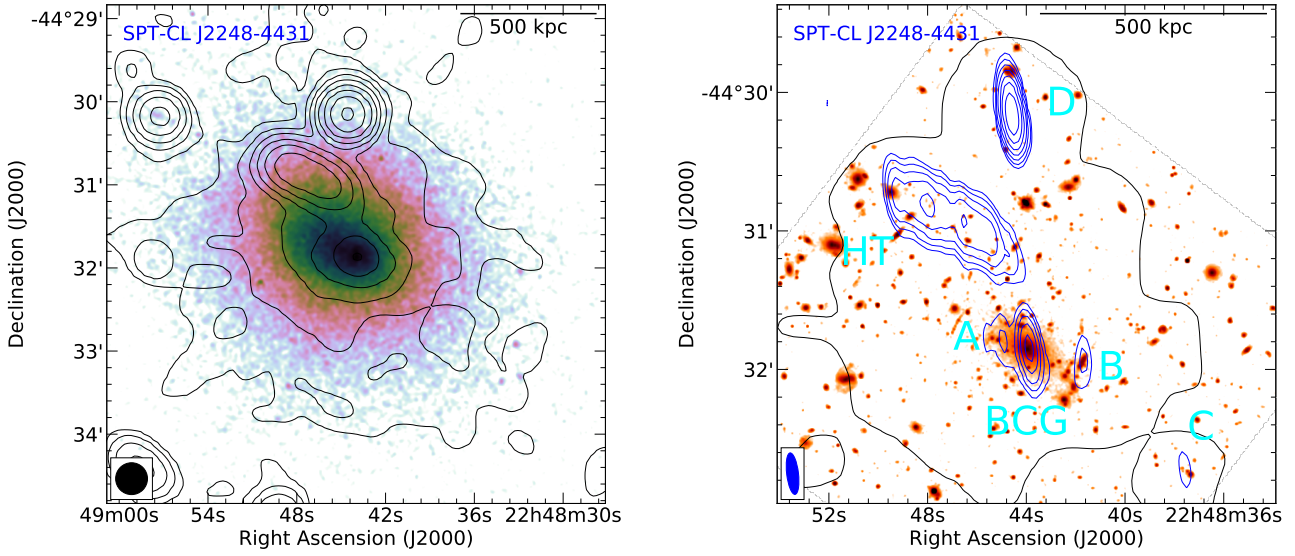 SPT-CL J2248-4431
500 kpc
-44°29'
30'
31'
32'
33'
34'
49m00s 54s 48s 42s 36s 22h48m30s
Right Ascension (J2000)
Declination (J2000)
SPT-CL J2248-4431
500 kpc
-44°30'
31'
32'
D
HT
A
B
BCG
C
52s 48s 44s 40s 22h48m36s
Right Ascension (J2000)
Declination (J2000)